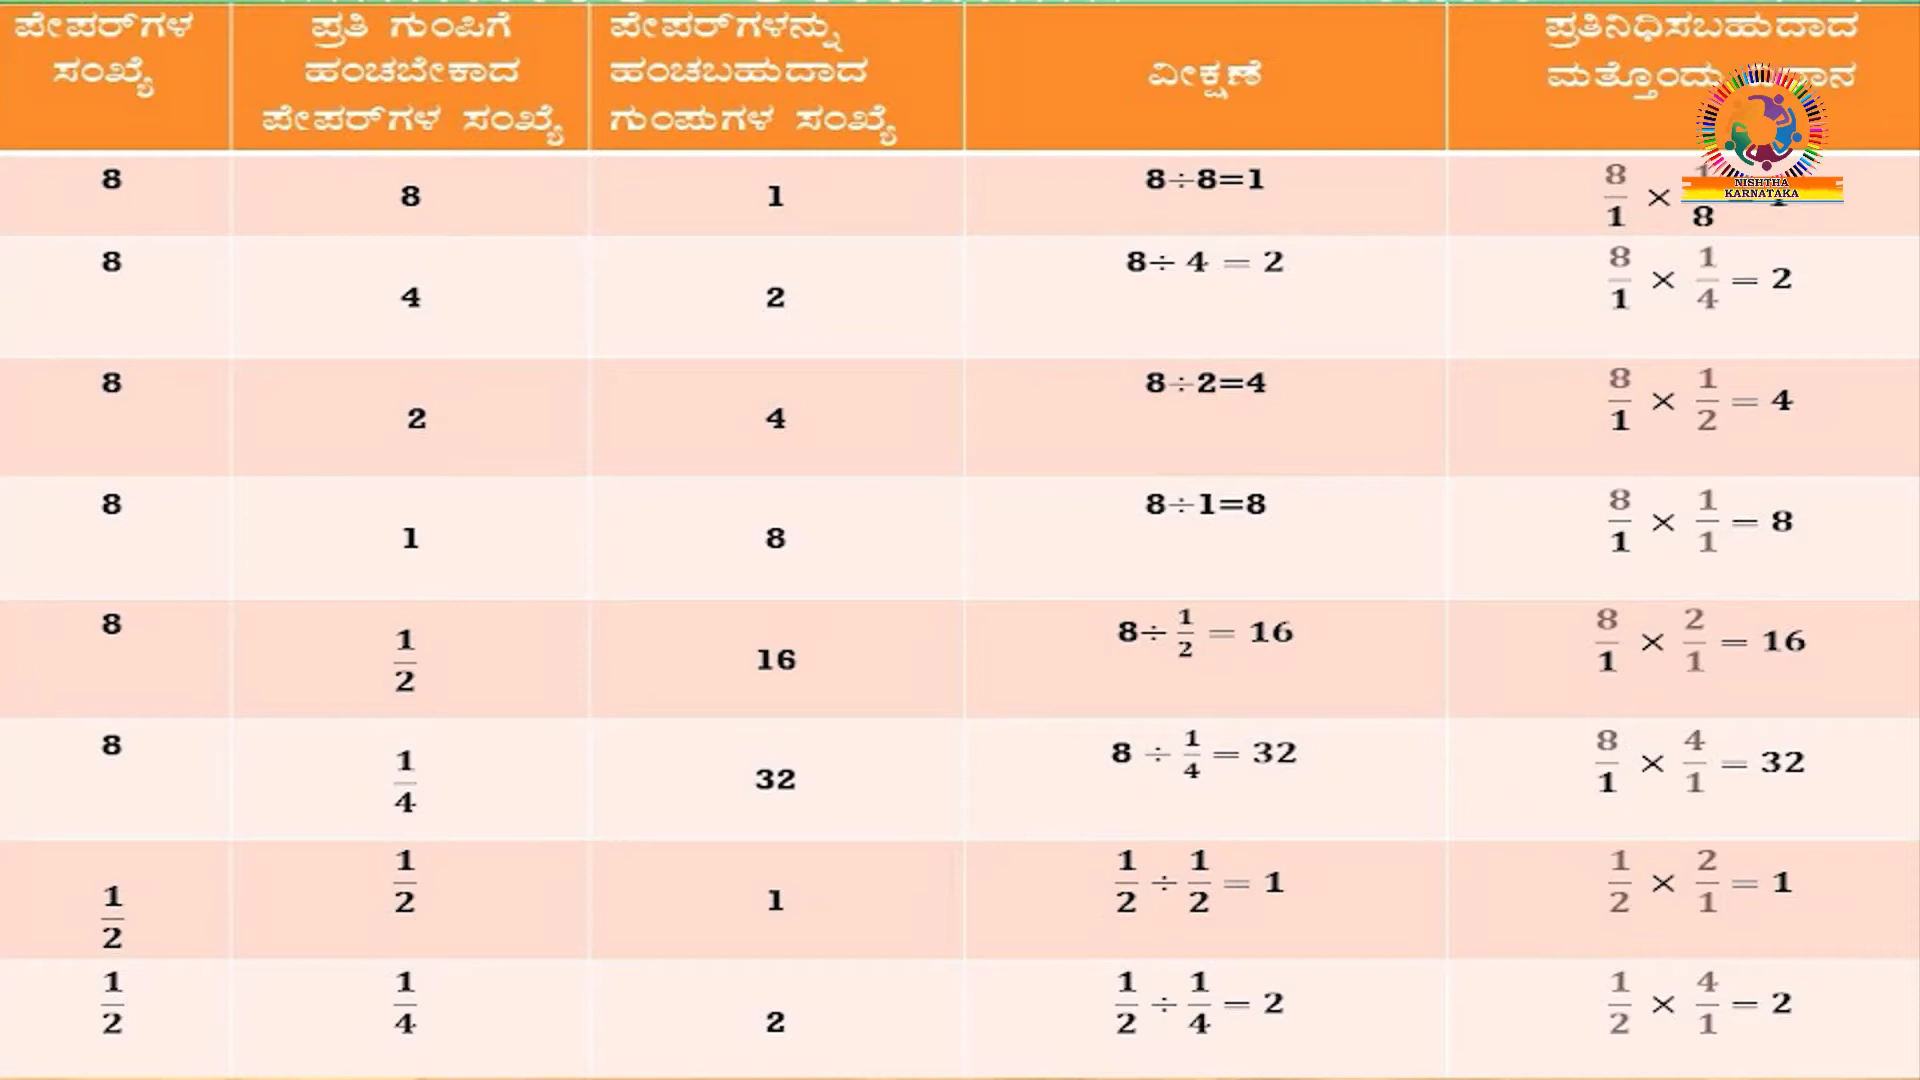 ಪೇಪರ್‌ಗಳ ಸಂಖ್ಯೆ
ಪ್ರತಿ ಗುಂಪಿಗೆ ಹಂಚಬೇಕಾದ ಪೇಪರ್‌ಗಳ ಸಂಖ್ಯೆ
ಪೇಪರ್‌ಗಳನ್ನು ಹಂಚಬಹುದಾದ ಗುಂಪುಗಳ ಸಂಖ್ಯೆ
ವೀಕ್ಷಣೆ
ಪ್ರತಿನಿಧಿಸಬಹುದಾದ ಮತ್ತೊಂದು
NISHTHA
KARNATAKA
8 8 1 8÷8=1 8/1 × 1/8 = 1
8 4 2 8÷ 4 = 2 8/1 × 1/4 = 2
8 2 4 8÷2=4 8/1 × 1/2 = 4
8 1 8 8÷1=8 8/1 × 1/1 = 8
8 1/2 16 8÷ 1/2 = 16 8/1 × 2/1 = 16
8 1/4 32 8 ÷ 1/4 = 32 8/1 × 4/1 = 32
1/2 1/2 1 1/2 ÷ 1/2 = 1 1/2 × 2/1 = 1
1/2 1/4 2 1/2 ÷ 1/4 = 2 1/2 × 4/1 = 2